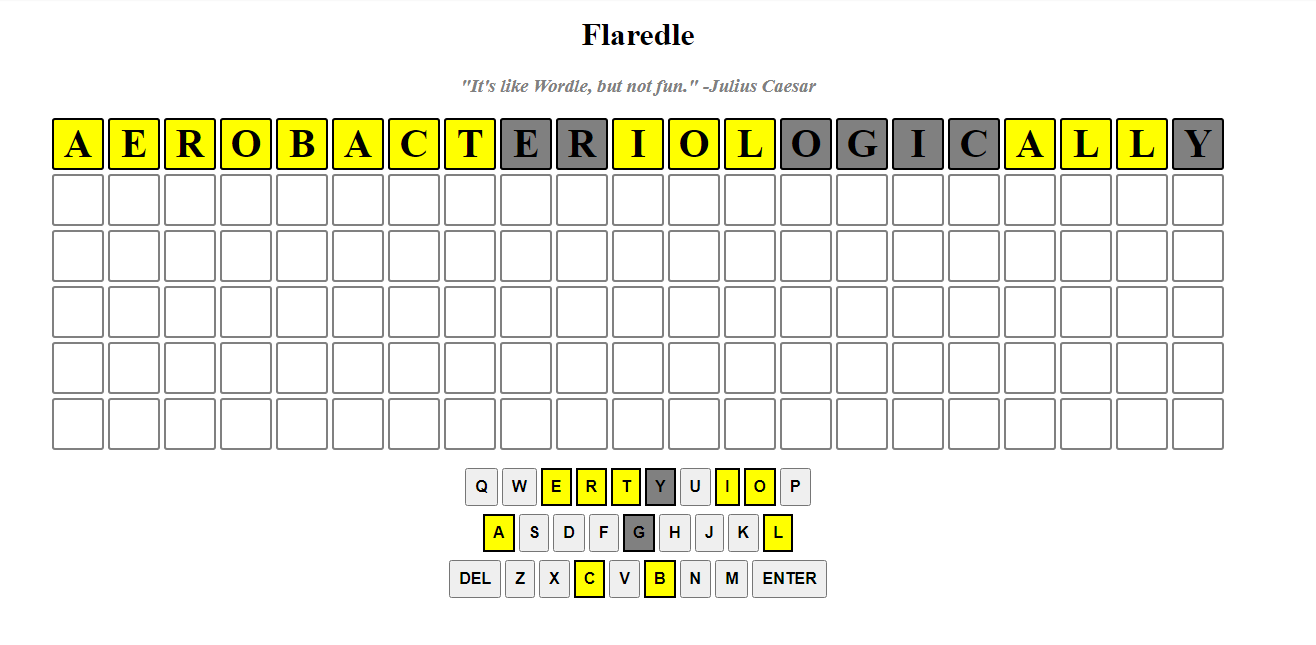 Flaredle
"It's like Wordle, but not fun." -Julius Caesar
A E R O B A C T E R I O L O G I C A L L Y
Q W E R T Y U I O P
A S D F G H J K L
DEL Z X C V B N M ENTER